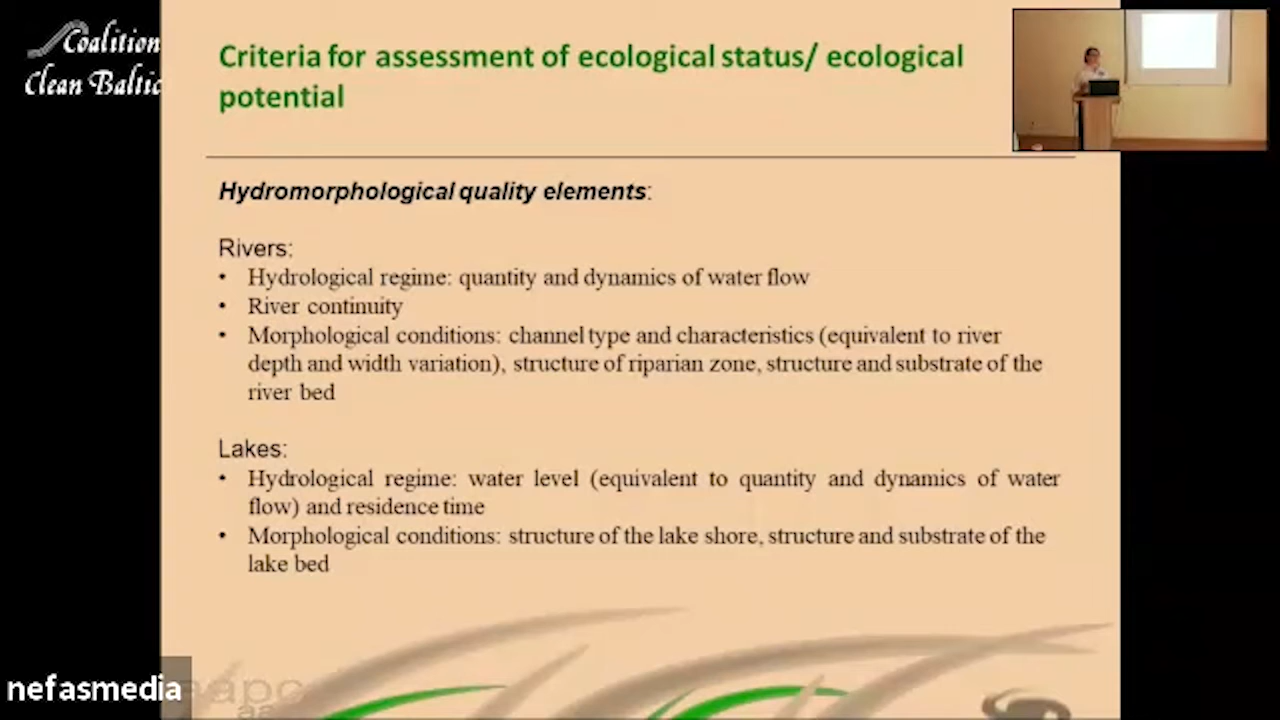 Coalition
Clean Baltic
Criteria for assessment of ecological status/ ecological
potential
Hydromorphological quality elements:
Rivers:
• Hydrological regime: quantity and dynamics of water flow
• River continuity
• Morphological conditions: channel type and characteristics (equivalent to river
depth and width variation), structure of riparian zone, structure and substrate of the
river bed
Lakes:
• Hydrological regime: water level (equivalent to quantity and dynamics of water
flow) and residence time
• Morphological conditions: structure of the lake shore, structure and substrate of the
lake bed
nefasmedia